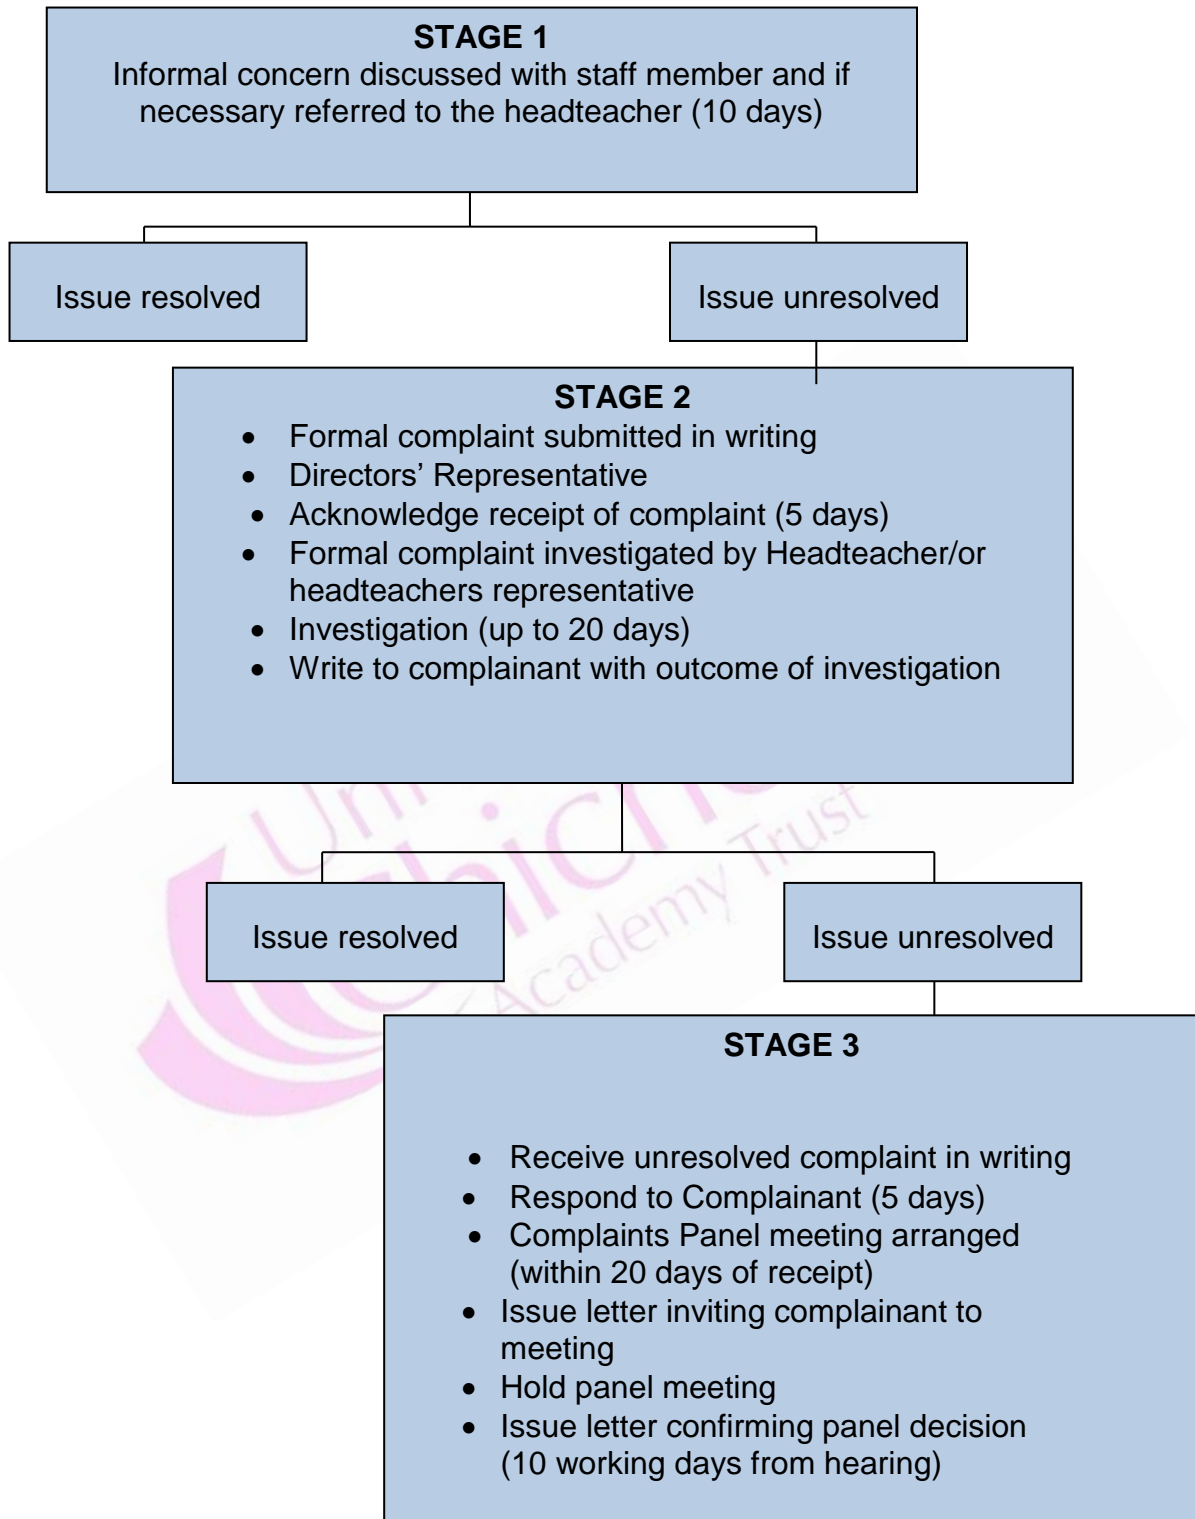 STAGE 1
Informal concern discussed with staff member and if
necessary referred to the headteacher (10 days)
Issue resolved
Issue unresolved
STAGE 2
• Formal complaint submitted in writing
• Directors’ Representative
• Acknowledge receipt of complaint (5 days)
• Formal complaint investigated by Headteacher/or
headteachers representative
• Investigation (up to 20 days)
• Write to complainant with outcome of investigation
Academy Trust
Issue resolved
Issue unresolved
STAGE 3
• Receive unresolved complaint in writing
• Respond to Complainant (5 days)
• Complaints Panel meeting arranged
(within 20 days of receipt)
• Issue letter inviting complainant to
meeting
• Hold panel meeting
• Issue letter confirming panel decision
(10 working days from hearing)